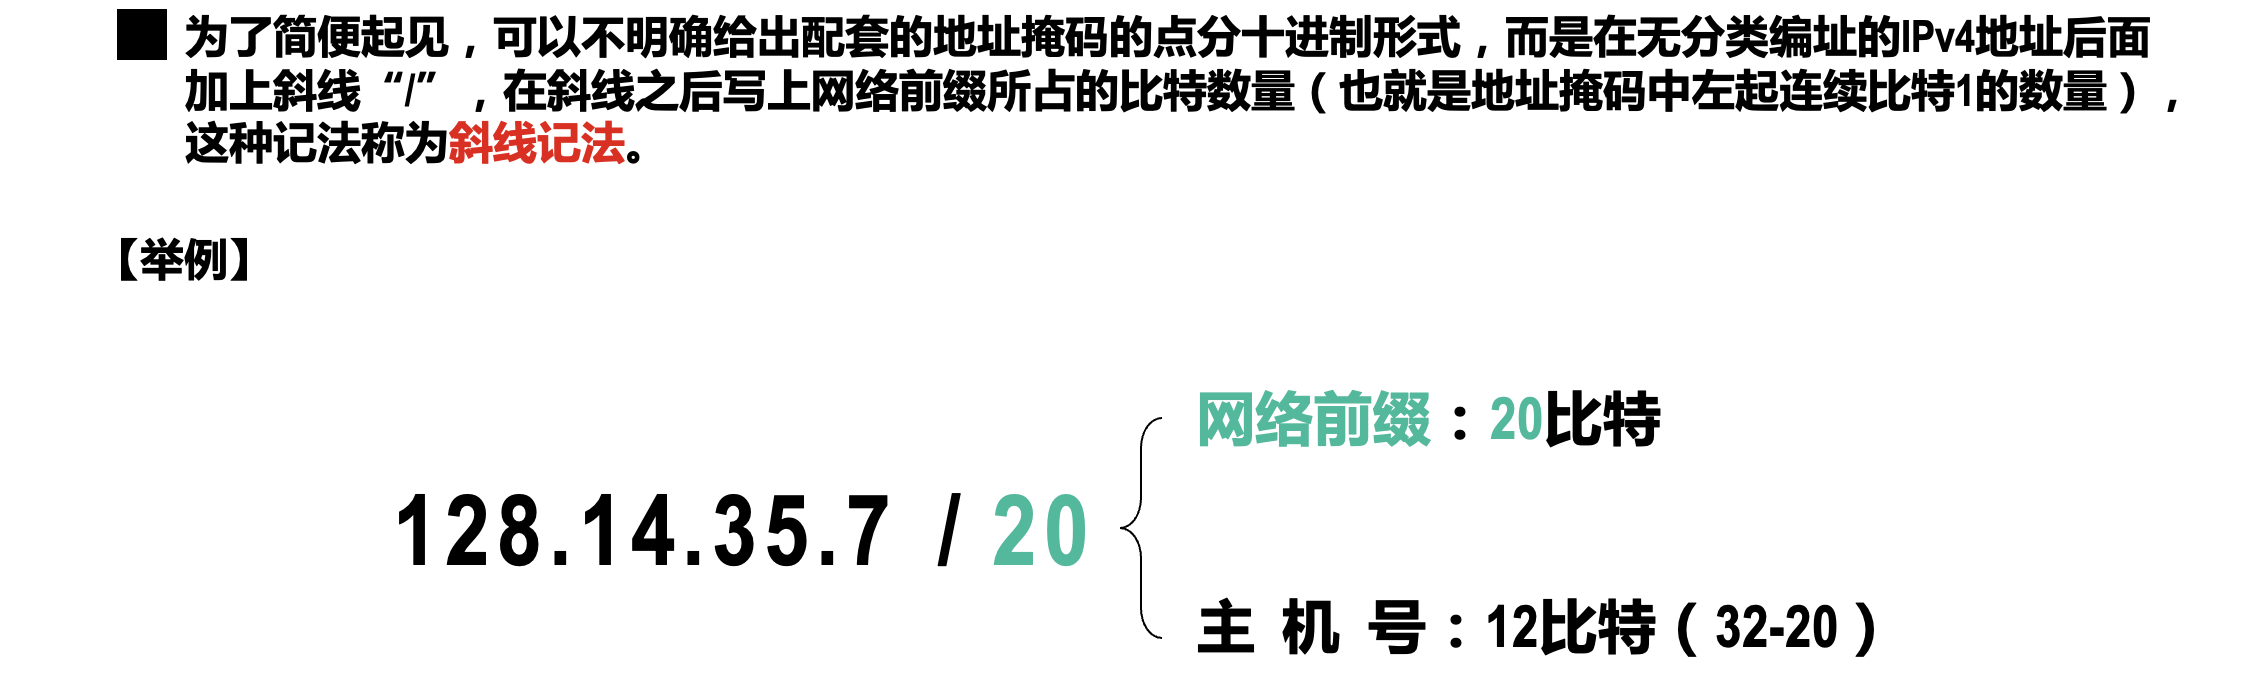 为了简便起见，可以不明确给出配套的地址掩码的点分十进制形式，而是在无分类编址的IPv4地址后面
加上斜线“/”，在斜线之后写上网络前缀所占的比特数量（也就是地址掩码中左起连续比特1的数量），
这种记法称为斜线记法。
【举例】
网络前缀：20比特
128.14.35.7 / 20
主 机 号：12比特（32-20）